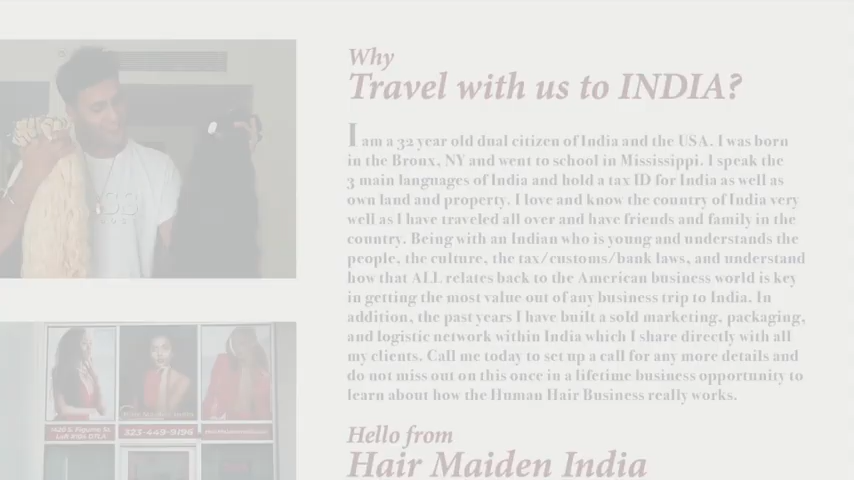 Why
Travel with us to INDIA?
I am a 32 year old dual citizen of India and the USA. I was born
in the Bronx, NY and went to school in Mississippi. I speak the
3 main languages of India and hold a tax ID for India as well as
own land and property. I love and know the country of India very
well as I have traveled all over and have friends and family in the
country. Being with an Indian who is young and understands the
people, the culture, the tax/customs/bank laws, and understand
how that ALL relates back to the American business world is key
in getting the most value out of any business trip to India. In
addition, the past years I have built a sold marketing, packaging,
and logistic network within India which I share directly with all
my clients. Call me today to set up a call for any more details and
do not miss out on this once in a lifetime business opportunity to
learn about how the Human Hair Business really works.
Hello from
Hair Maiden India
33
323-449-9196